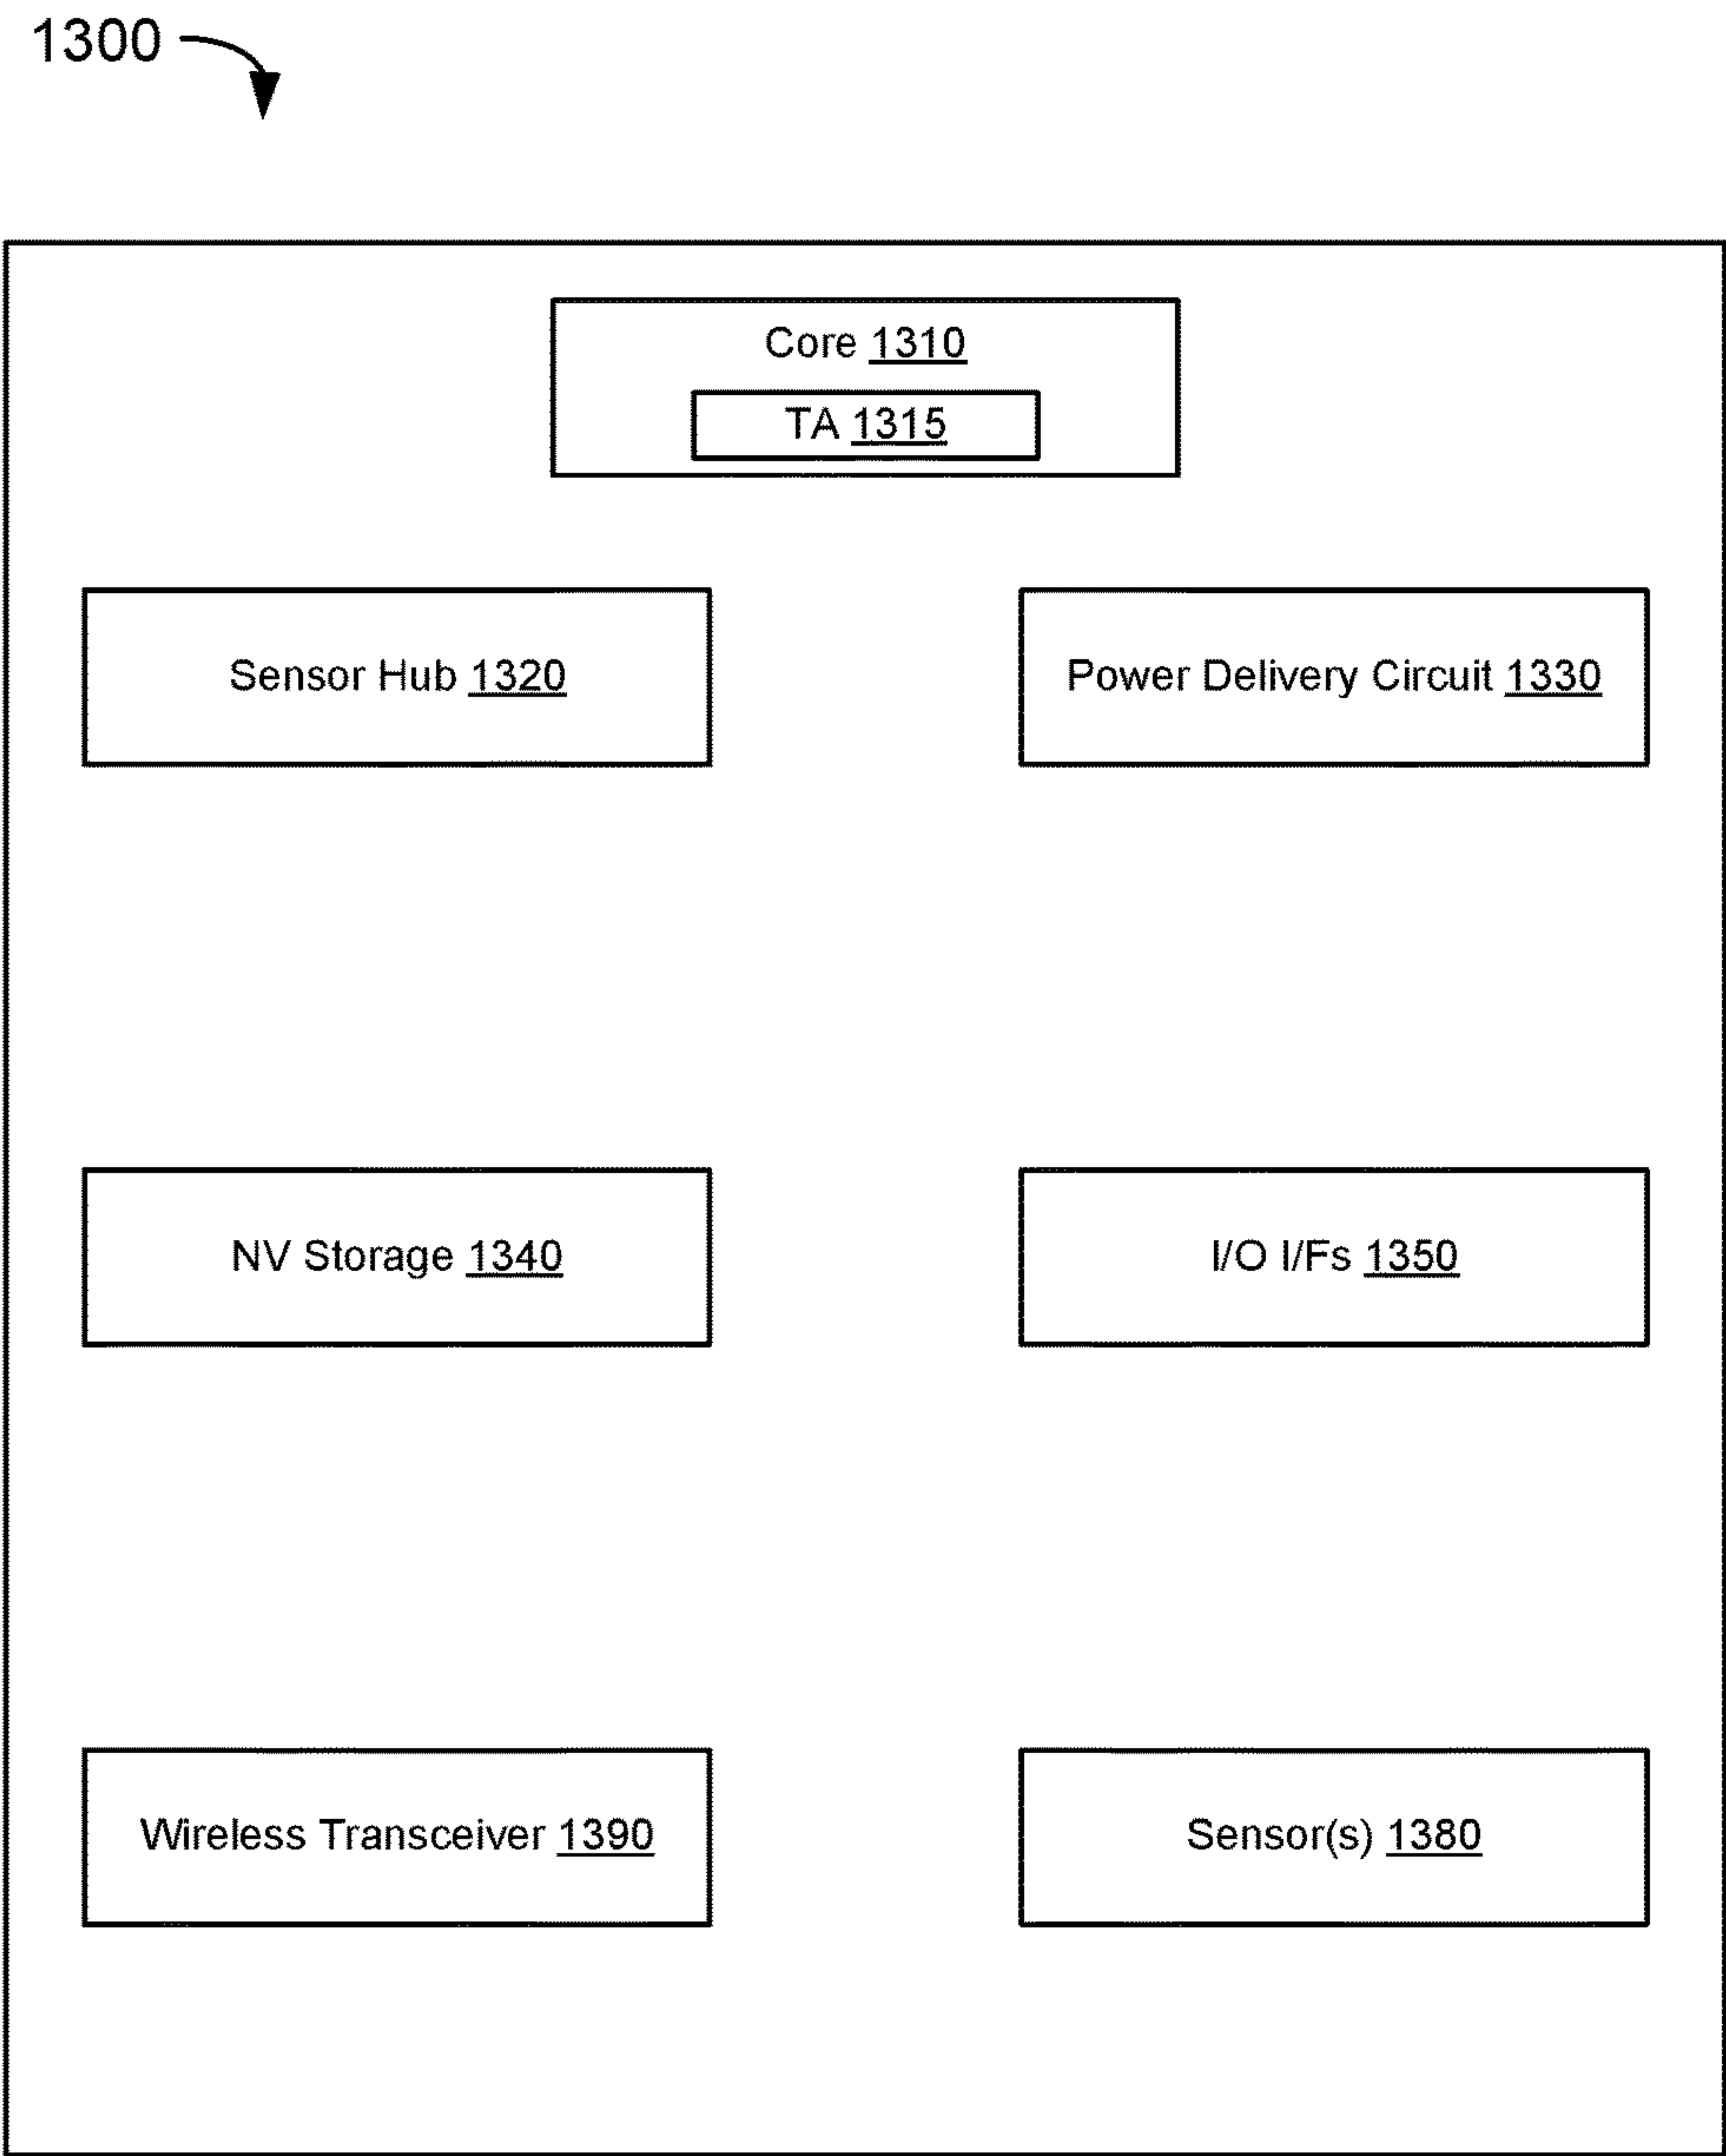 1300
Core 1310
TA 1315
Sensor Hub 1320
Power Delivery Circuit 1330
NV Storage 1340
I/O I/Fs 1350
Wireless Transceiver 1390
Sensor(s) 1380